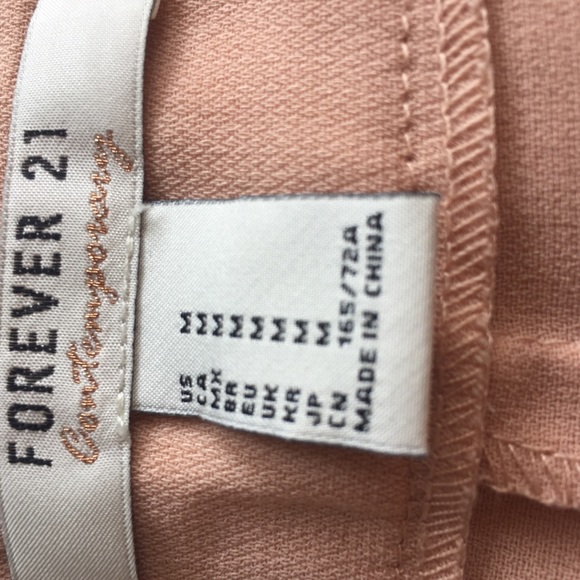 FOREVER 21
Contemporary
US M
CA M
MX M
BR M
EU M
UK M
KR M
JP M
CN 165/72A
MADE IN CHINA